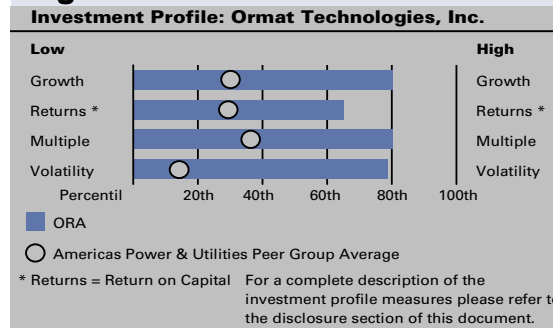 Investment Profile: Ormat Technologies, Inc.
Low High
Growth Growth
Returns * Returns *
Multiple Multiple
Volatility Volatility
Percentil 20th 40th 60th 80th 100th
ORA
Americas Power & Utilities Peer Group Average
* Returns = Return on Capital For a complete description of the
investment profile measures please refer to
the disclosure section of this document.